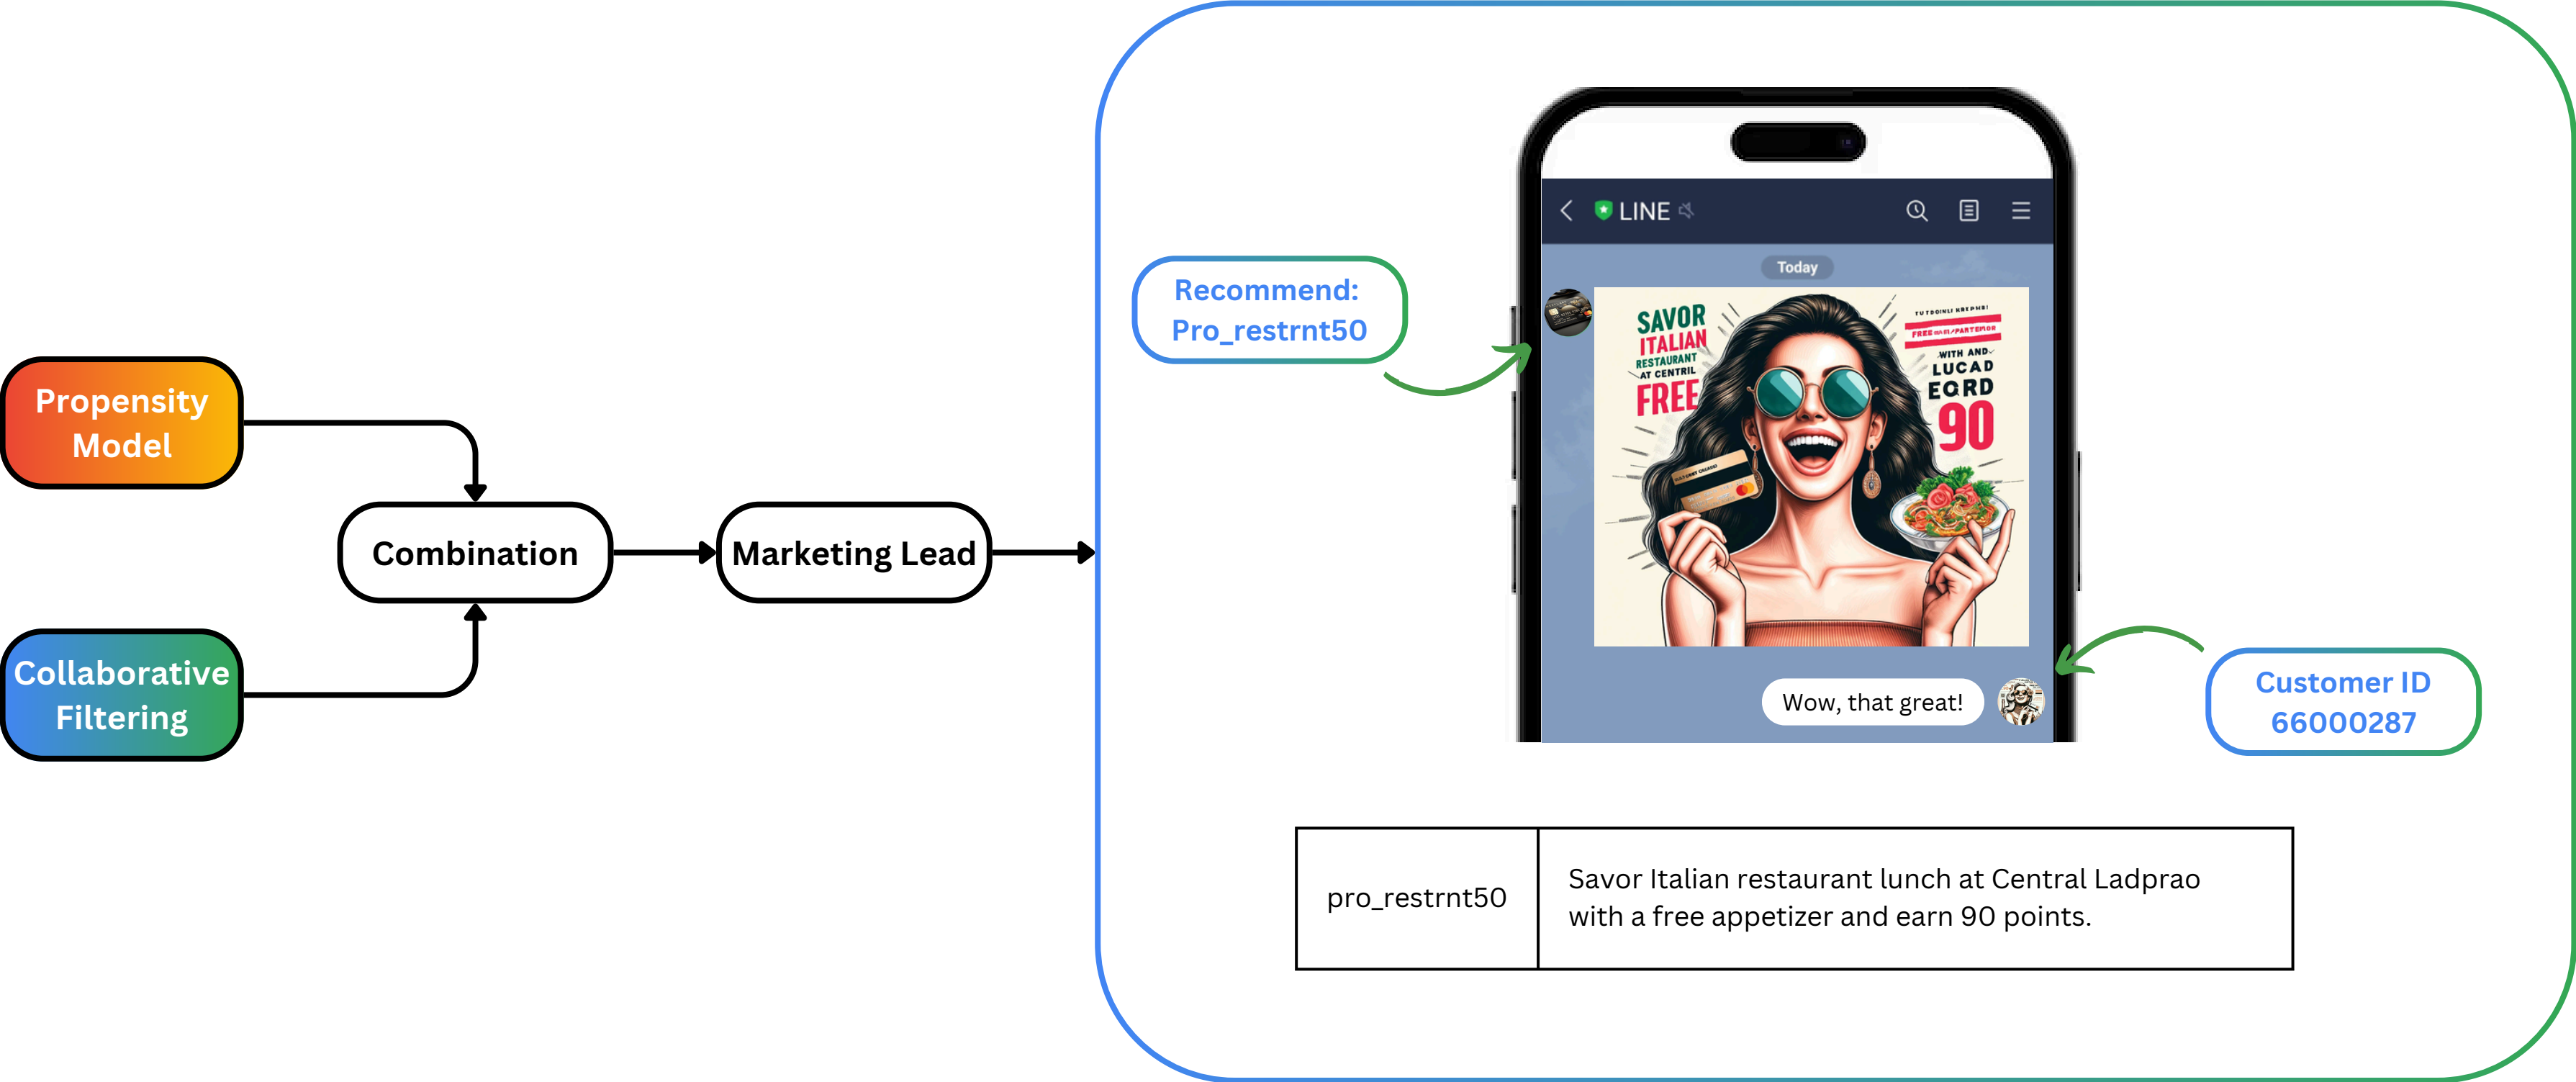 Propensity
Model
Collaborative
Filtering
Combination
Marketing Lead
Recommend:
Pro_restrnt50
LINE
Today
SAVOR
ITALIAN
RESTAURANT
AT CENTRIL
FREE
WITH AND
LUCAD
EQRD
90
Wow, that great!
Customer ID
66000287
pro_restrnt50
Savor Italian restaurant lunch at Central Ladprao
with a free appetizer and earn 90 points.